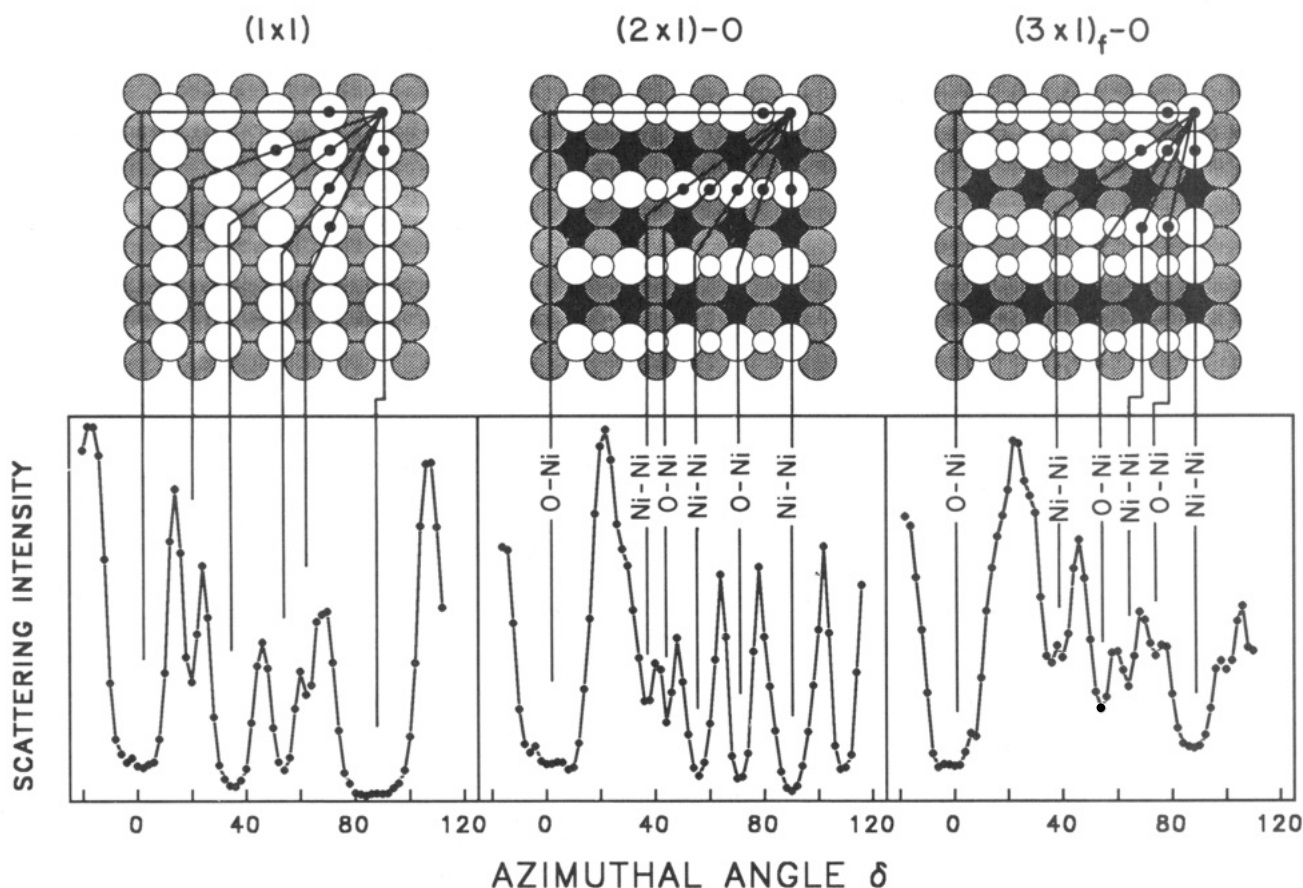 (1x1)
(2x1)-O
(3x1)f-O
SCATTERING INTENSITY
O-Ni
Ni-Ni
O-Ni
Ni-Ni
O-Ni
Ni-Ni
O-Ni
Ni-Ni
O-Ni
Ni-Ni
O-Ni
Ni-Ni
0 40 80 120 0 40 80 120 0 40 80 120
AZIMUTHAL ANGLE δ